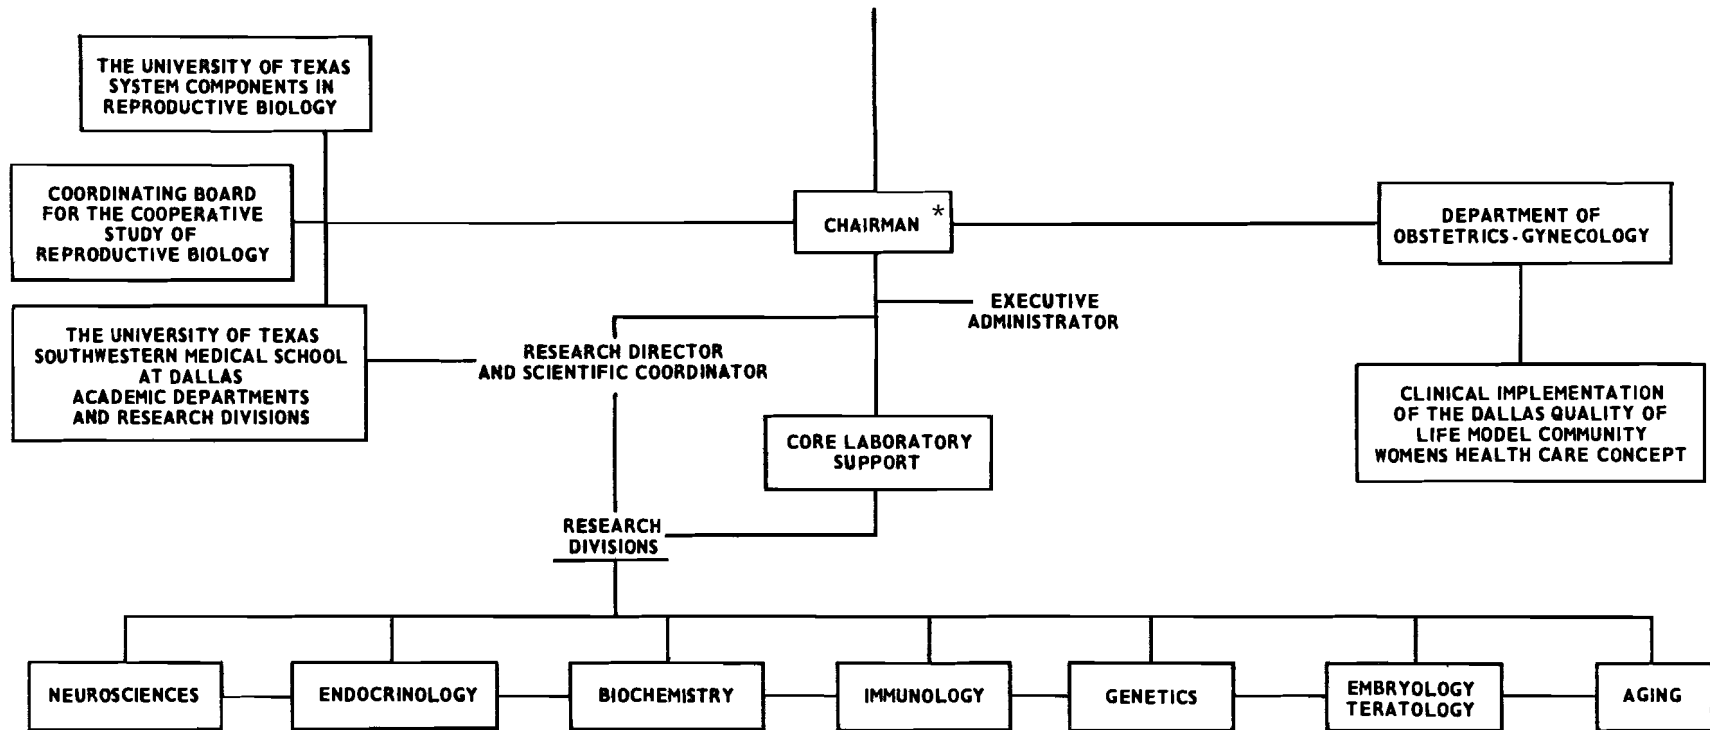 THE UNIVERSITY OF TEXAS
SYSTEM COMPONENTS IN
REPRODUCTIVE BIOLOGY
COORDINATING BOARD
FOR THE COOPERATIVE
STUDY OF
REPRODUCTIVE BIOLOGY
CHAIRMAN *
DEPARTMENT OF
OBSTETRICS-GYNECOLOGY
EXECUTIVE
ADMINISTRATOR
THE UNIVERSITY OF TEXAS
SOUTHWESTERN MEDICAL SCHOOL
AT DALLAS
ACADEMIC DEPARTMENTS
AND RESEARCH DIVISIONS
RESEARCH DIRECTOR
AND SCIENTIFIC COORDINATOR
CLINICAL IMPLEMENTATION
OF THE DALLAS QUALITY OF
LIFE MODEL COMMUNITY
WOMENS HEALTH CARE CONCEPT
CORE LABORATORY
SUPPORT
RESEARCH
DIVISIONS
NEUROSCIENCES
ENDOCRINOLOGY
BIOCHEMISTRY
IMMUNOLOGY
GENETICS
EMBRYOLOGY
TERATOLOGY
AGING